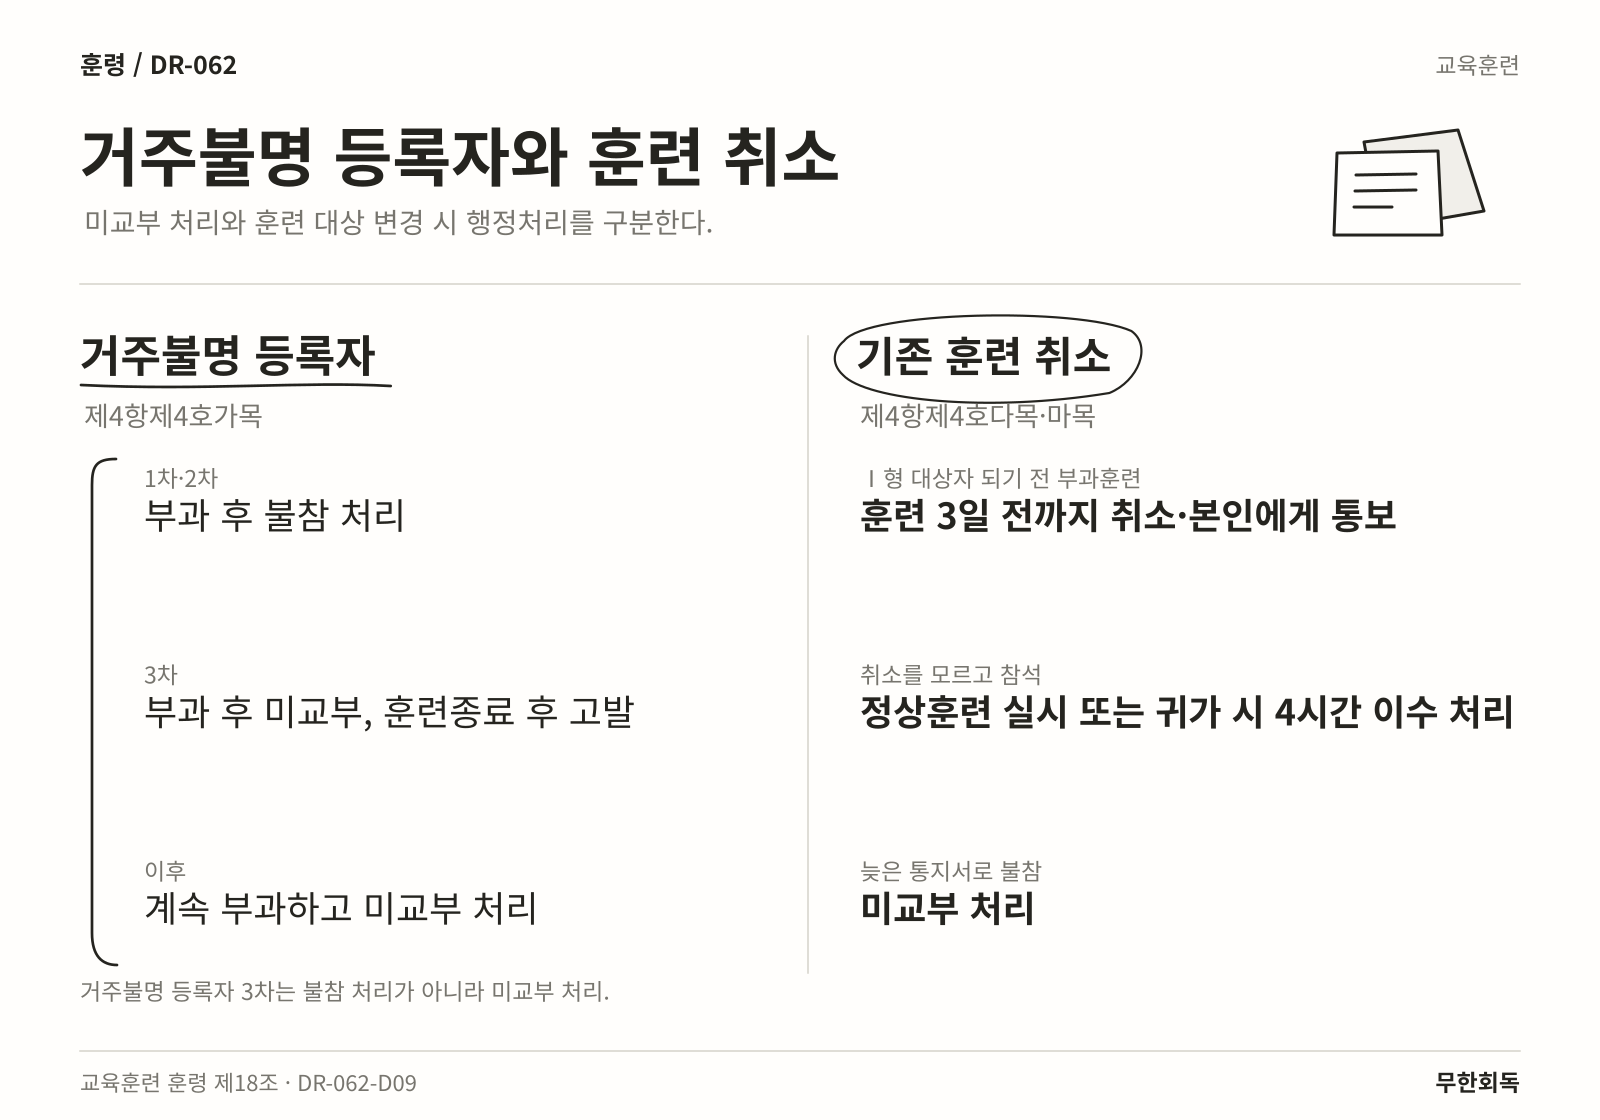 훈령 / DR-062
교육훈련
거주불명 등록자와 훈련 취소
미교부 처리와 훈련 대상 변경 시 행정처리를 구분한다.
거주불명 등록자
제4항제4호가목
1차·2차
부과 후 불참 처리
3차
부과 후 미교부, 훈련종료 후 고발
이후
계속 부과하고 미교부 처리
거주불명 등록자 3차는 불참 처리가 아니라 미교부 처리.
기존 훈련 취소
제4항제4호다목·마목
Ⅰ형 대상자 되기 전 부과훈련
훈련 3일 전까지 취소·본인에게 통보
취소를 모르고 참석
정상훈련 실시 또는 귀가 시 4시간 이수 처리
늦은 통지서로 불참
미교부 처리
교육훈련 훈령 제18조 · DR-062-D09
무한회독